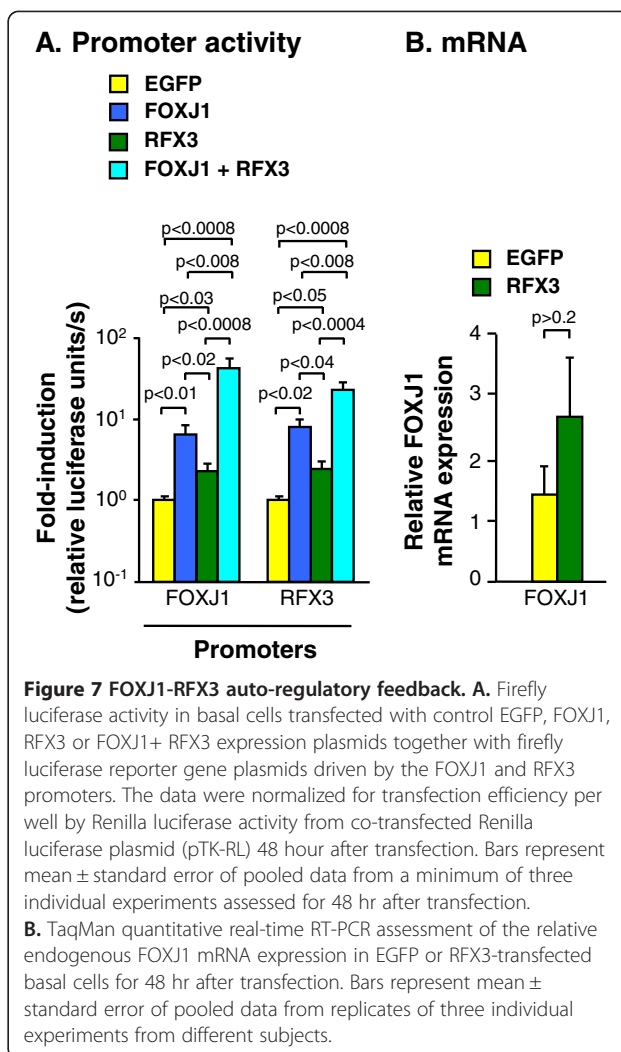 A. Promoter activity
EGFP
FOXJ1
RFX3
FOXJ1 + RFX3
p<0.0008
p<0.008
p<0.03
p<0.0008
p<0.02
p<0.01
p<0.0008
p<0.008
p<0.05
p<0.0004
p<0.04
p<0.02
Fold-induction
(relative luciferase units/s)
10²
10¹
10⁰
10⁻¹
FOXJ1
RFX3
Promoters
B. mRNA
EGFP
RFX3
p>0.2
Relative FOXJ1
mRNA expression
4
3
2
1
0
FOXJ1
Figure 7 FOXJ1-RFX3 auto-regulatory feedback. A. Firefly
luciferase activity in basal cells transfected with control EGFP, FOXJ1,
RFX3 or FOXJ1+ RFX3 expression plasmids together with firefly
luciferase reporter gene plasmids driven by the FOXJ1 and RFX3
promoters. The data were normalized for transfection efficiency per
well by Renilla luciferase activity from co-transfected Renilla
luciferase plasmid (pTK-RL) 48 hour after transfection. Bars represent
mean ± standard error of pooled data from a minimum of three
individual experiments assessed for 48 hr after transfection.
B. TaqMan quantitative real-time RT-PCR assessment of the relative
endogenous FOXJ1 mRNA expression in EGFP or RFX3-transfected
basal cells for 48 hr after transfection. Bars represent mean ±
standard error of pooled data from replicates of three individual
experiments from different subjects.